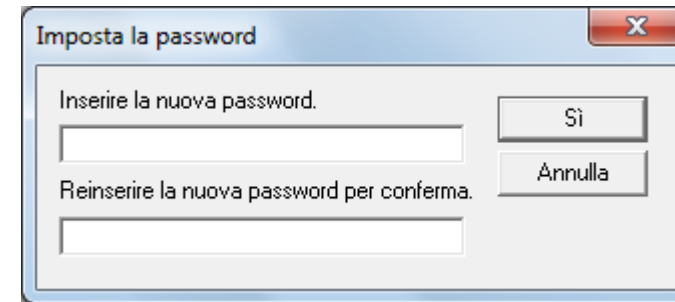 Imposta la password
Inserire la nuova password.
Sì
Annulla
Reinserire la nuova password per conferma.